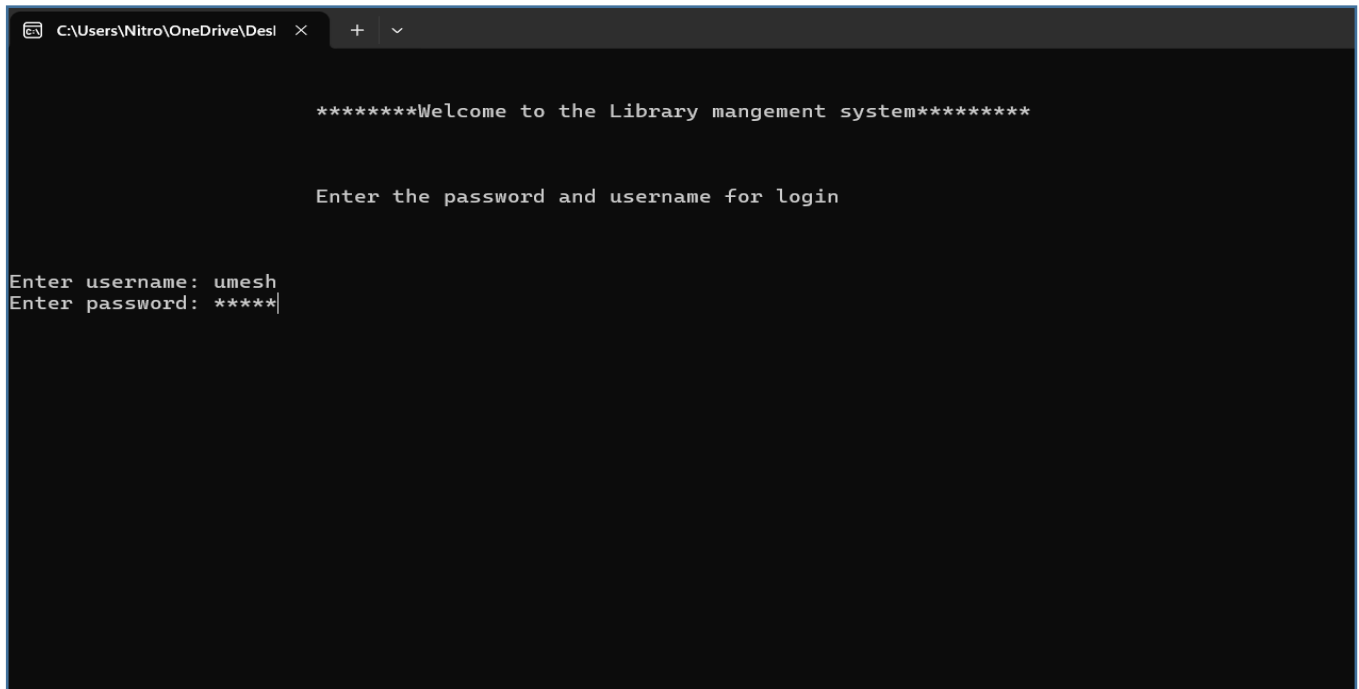 C:\Users\Nitro\OneDrive\Des
********Welcome to the Library mangement system*********
Enter the password and username for login
Enter username: umesh
Enter password: *****